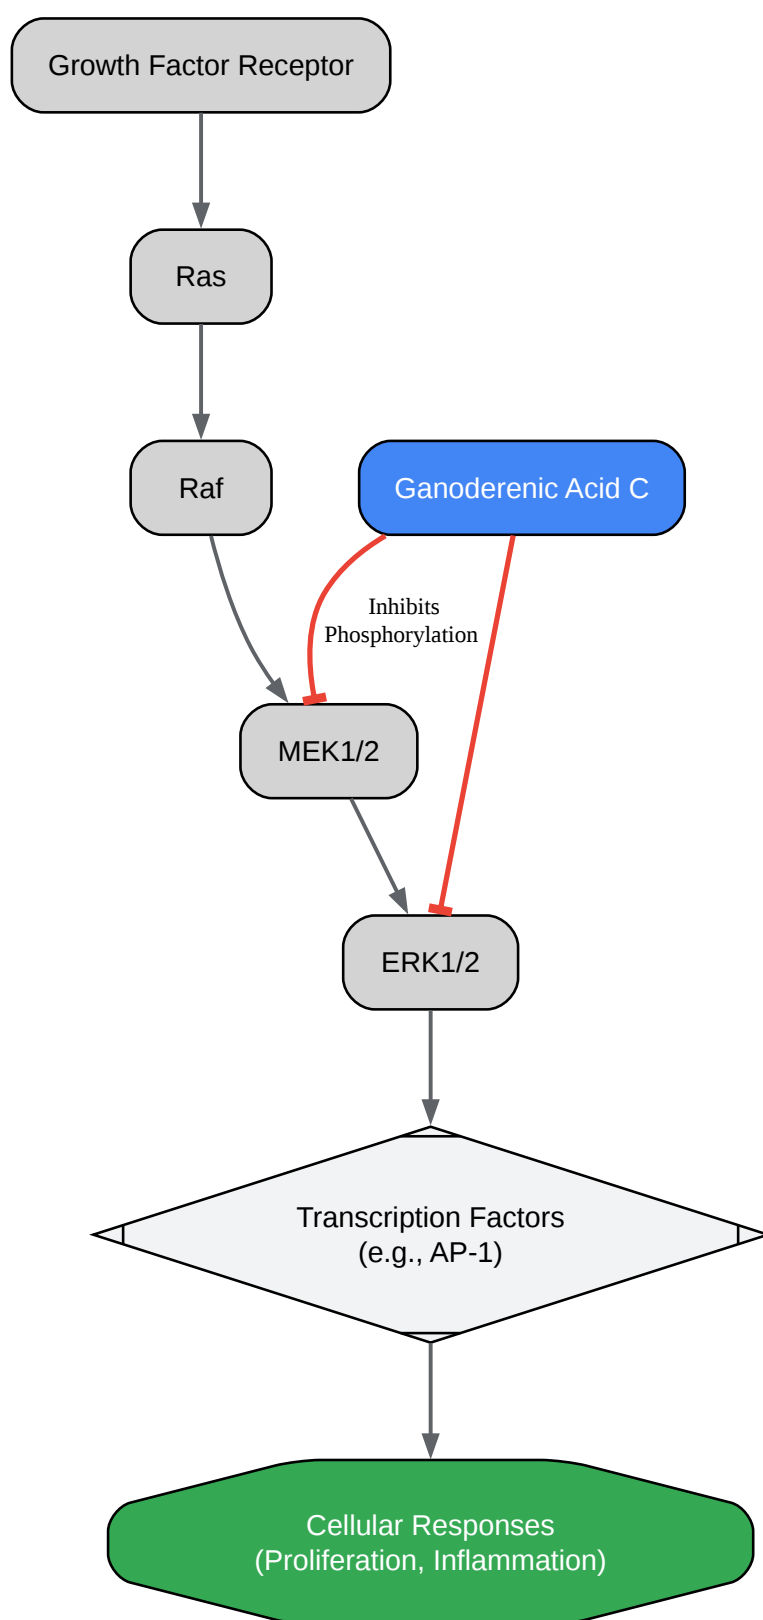 Growth Factor Receptor
Ras
Raf
Ganoderenic Acid C
Inhibits
Phosphorylation
MEK1/2
ERK1/2
Transcription Factors
(e.g., AP-1)
Cellular Responses
(Proliferation, Inflammation)